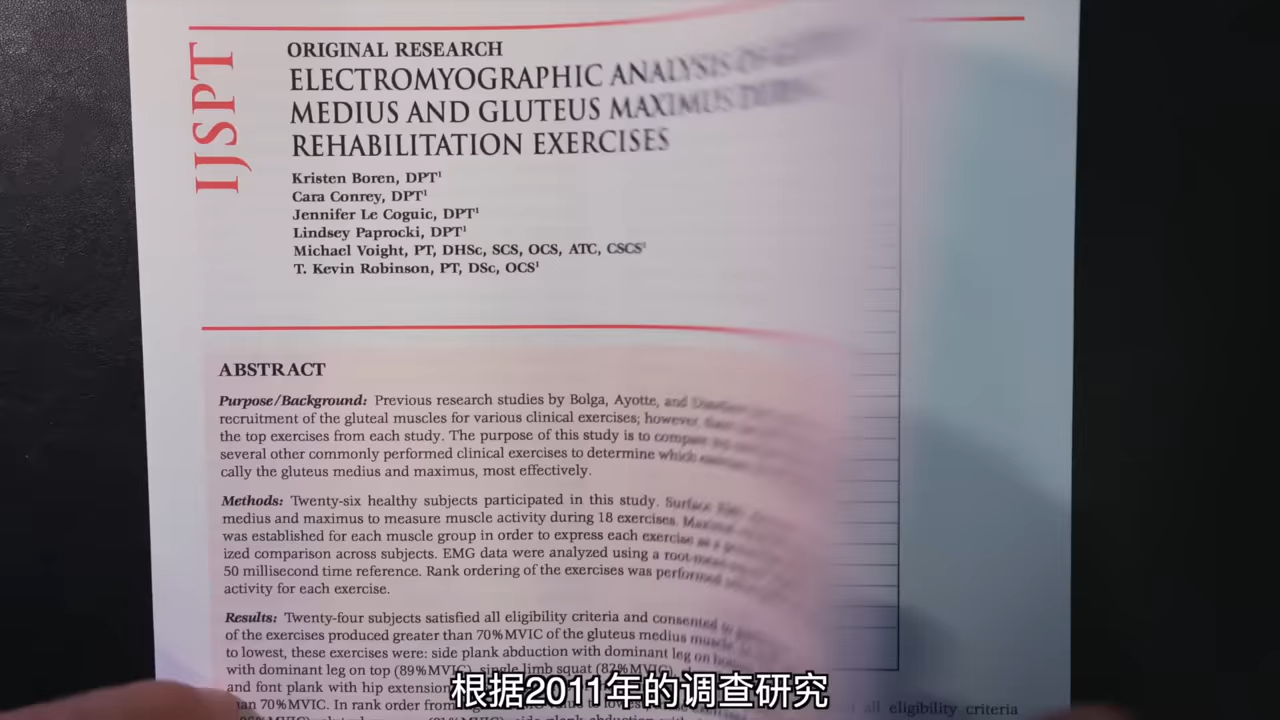 IJSPT
ORIGINAL RESEARCH
ELECTROMYOGRAPHIC ANALYSIS OF
MEDIUS AND GLUTEUS MAXIMUS DURING
REHABILITATION EXERCISES
Kristen Boren, DPT¹
Cara Conrey, DPT¹
Jennifer Le Coguic, DPT¹
Lindsey Paprocki, DPT¹
Michael Voight, PT, DHSc, SCS, OCS, ATC, CSCS¹
T. Kevin Robinson, PT, DSc, OCS¹
ABSTRACT
Purpose/Background: Previous research studies by Bolga, Ayotte, and
recruitment of the gluteal muscles for various clinical exercises; however
the top exercises from each study. The purpose of this study is to compare
several other commonly performed clinical exercises to determine which
cally the gluteus medius and maximus, most effectively.
Methods: Twenty-six healthy subjects participated in this study. Surface
medius and maximus to measure muscle activity during 18 exercises.
was established for each muscle group in order to express each exercise as a
ized comparison across subjects. EMG data were analyzed using a root
50 millisecond time reference. Rank ordering of the exercises was performed
activity for each exercise.
Results: Twenty-four subjects satisfied all eligibility criteria and consented to
of the exercises produced greater than 70%MVIC of the gluteus medius muscle
to lowest, these exercises were: side plank abduction with dominant leg on
with dominant leg on top (89%MVIC), single limb squat (82%MVIC),
and font plank with hip extension
an 70%MVIC. In rank order from
all eligibility criteria
根据2011年的调查研究